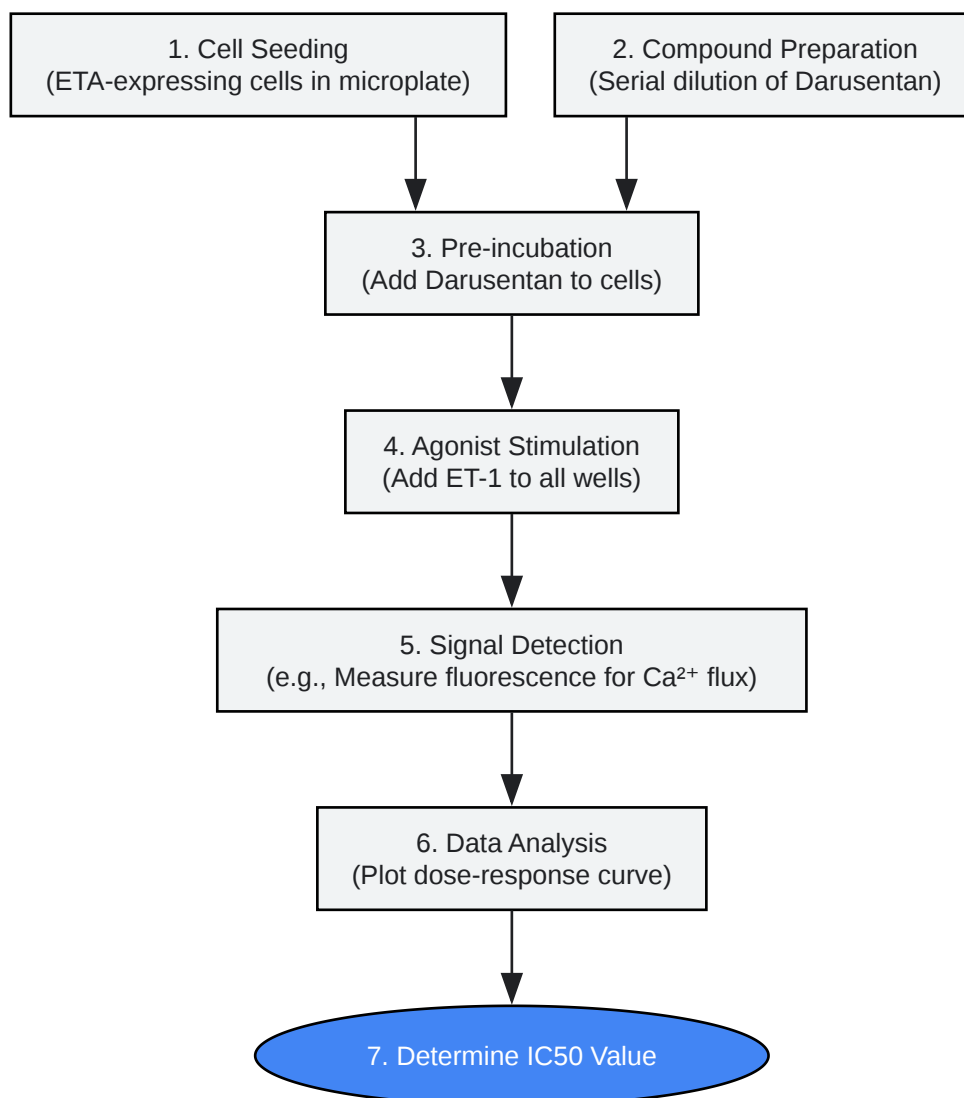 1. Cell Seeding
(ETA-expressing cells in microplate)
2. Compound Preparation
(Serial dilution of Darusentan)
3. Pre-incubation
(Add Darusentan to cells)
4. Agonist Stimulation
(Add ET-1 to all wells)
5. Signal Detection
(e.g., Measure fluorescence for Ca²⁺ flux)
6. Data Analysis
(Plot dose-response curve)
7. Determine IC50 Value